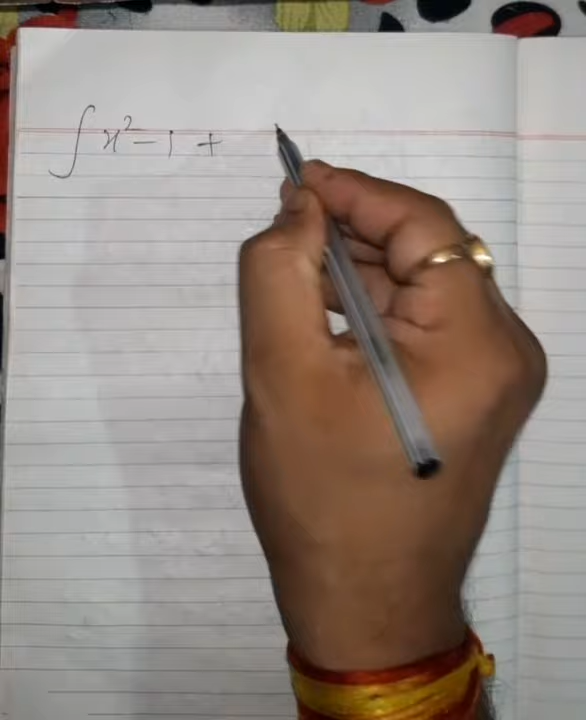 ∫ x² - 1 +